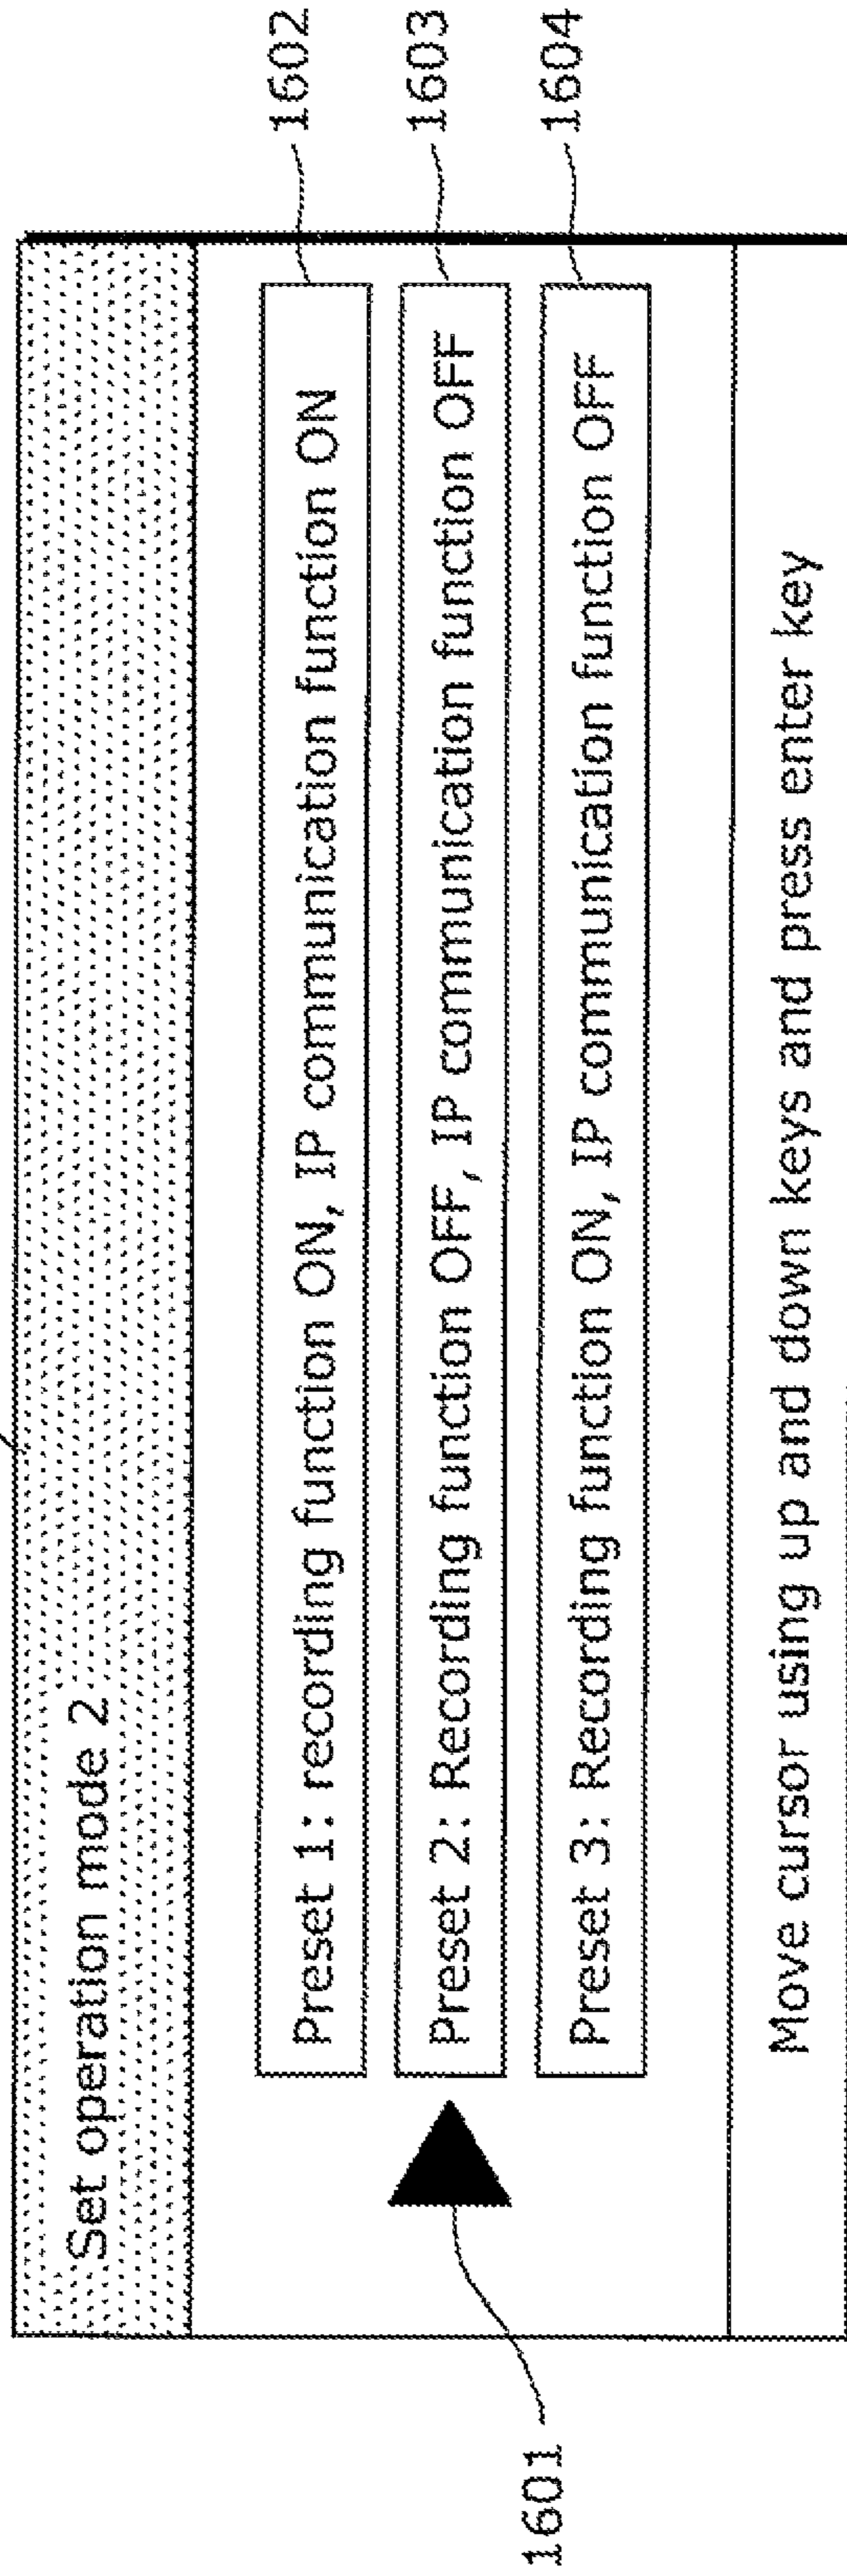 Set operation mode 2
Preset 1: recording function ON, IP communication function ON
1602
Preset 2: Recording function OFF, IP communication function OFF
1603
Preset 3: Recording function ON, IP communication function OFF
1604
1601
Move cursor using up and down keys and press enter key